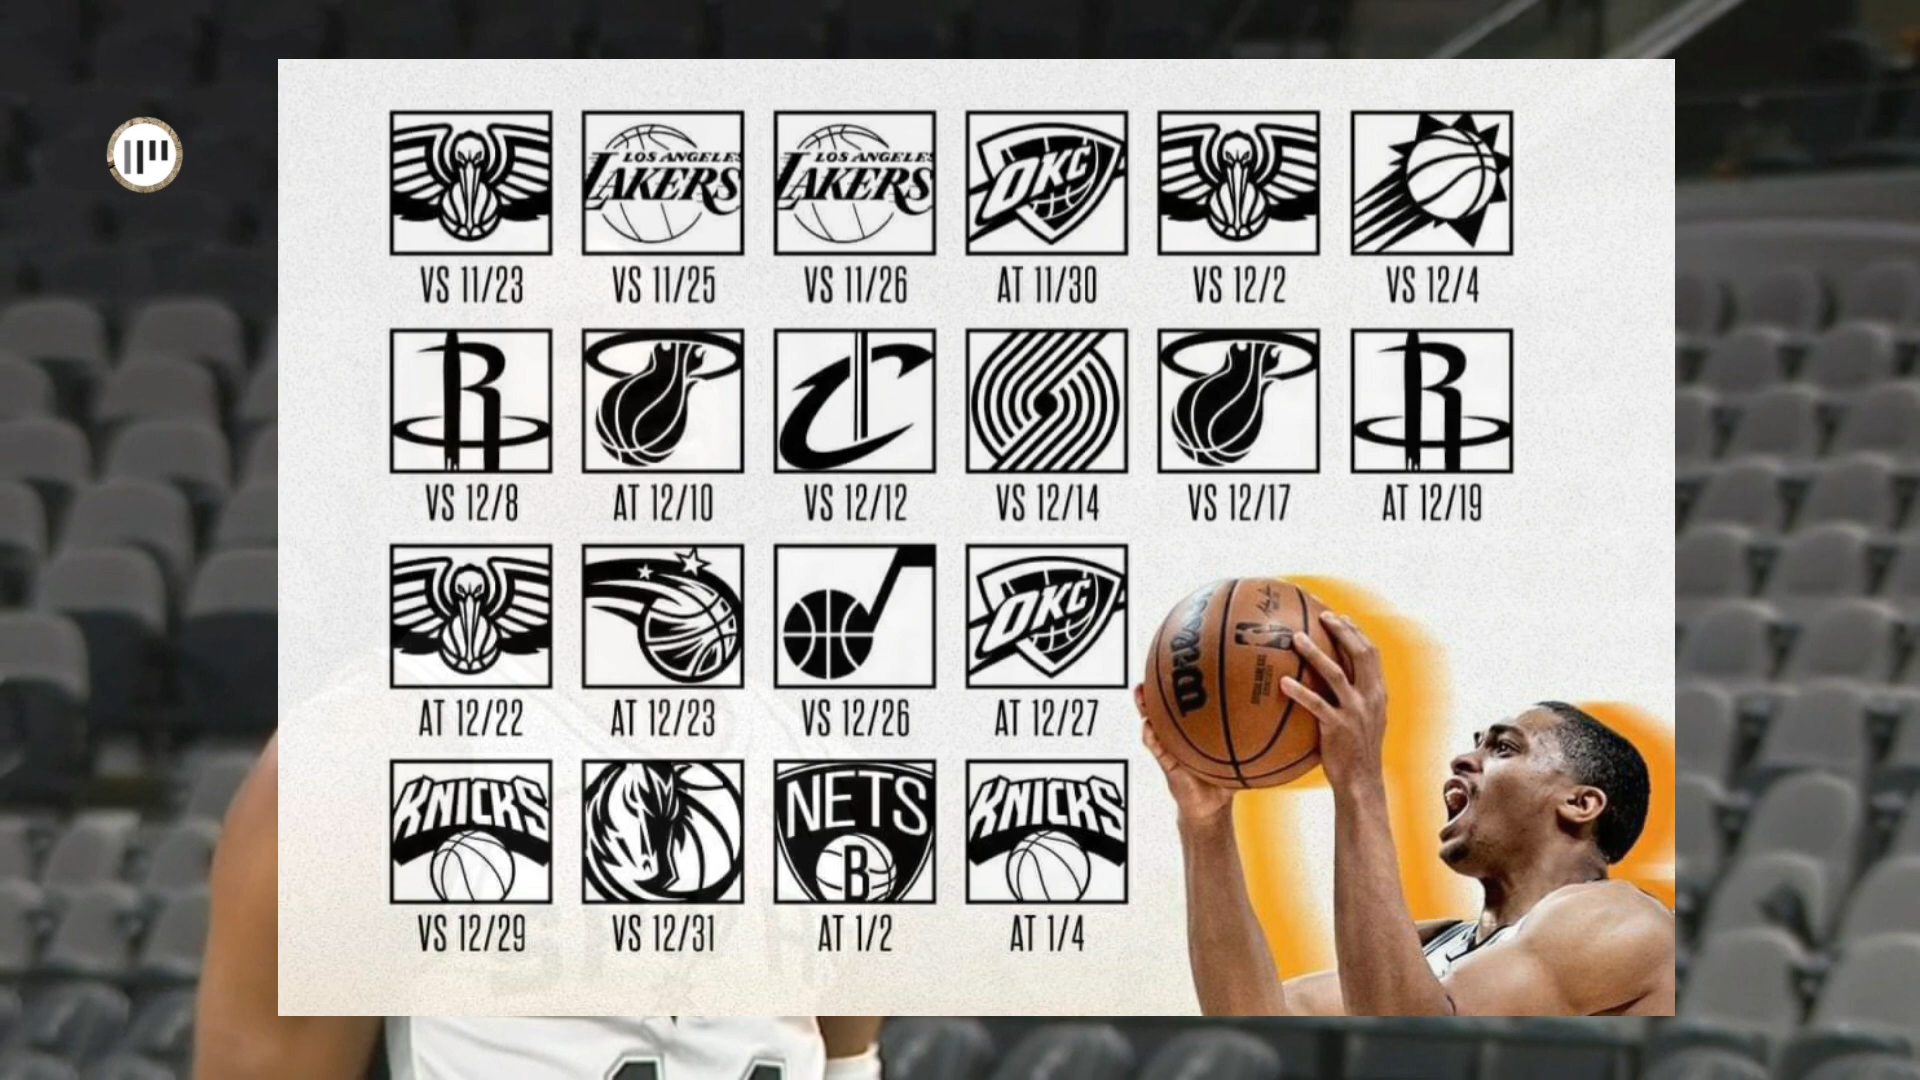 LOS ANGELES LOS ANGELES
LAKERS LAKERS OKC
VS 11/23 VS 11/25 VS 11/26 AT 11/30 VS 12/2 VS 12/4
R R
VS 12/8 AT 12/10 VS 12/12 VS 12/14 VS 12/17 AT 12/19
OKC
Wilson
AT 12/22 AT 12/23 VS 12/26 AT 12/27
KNICKS NETS KNICKS
B
VS 12/29 VS 12/31 AT 1/2 AT 1/4